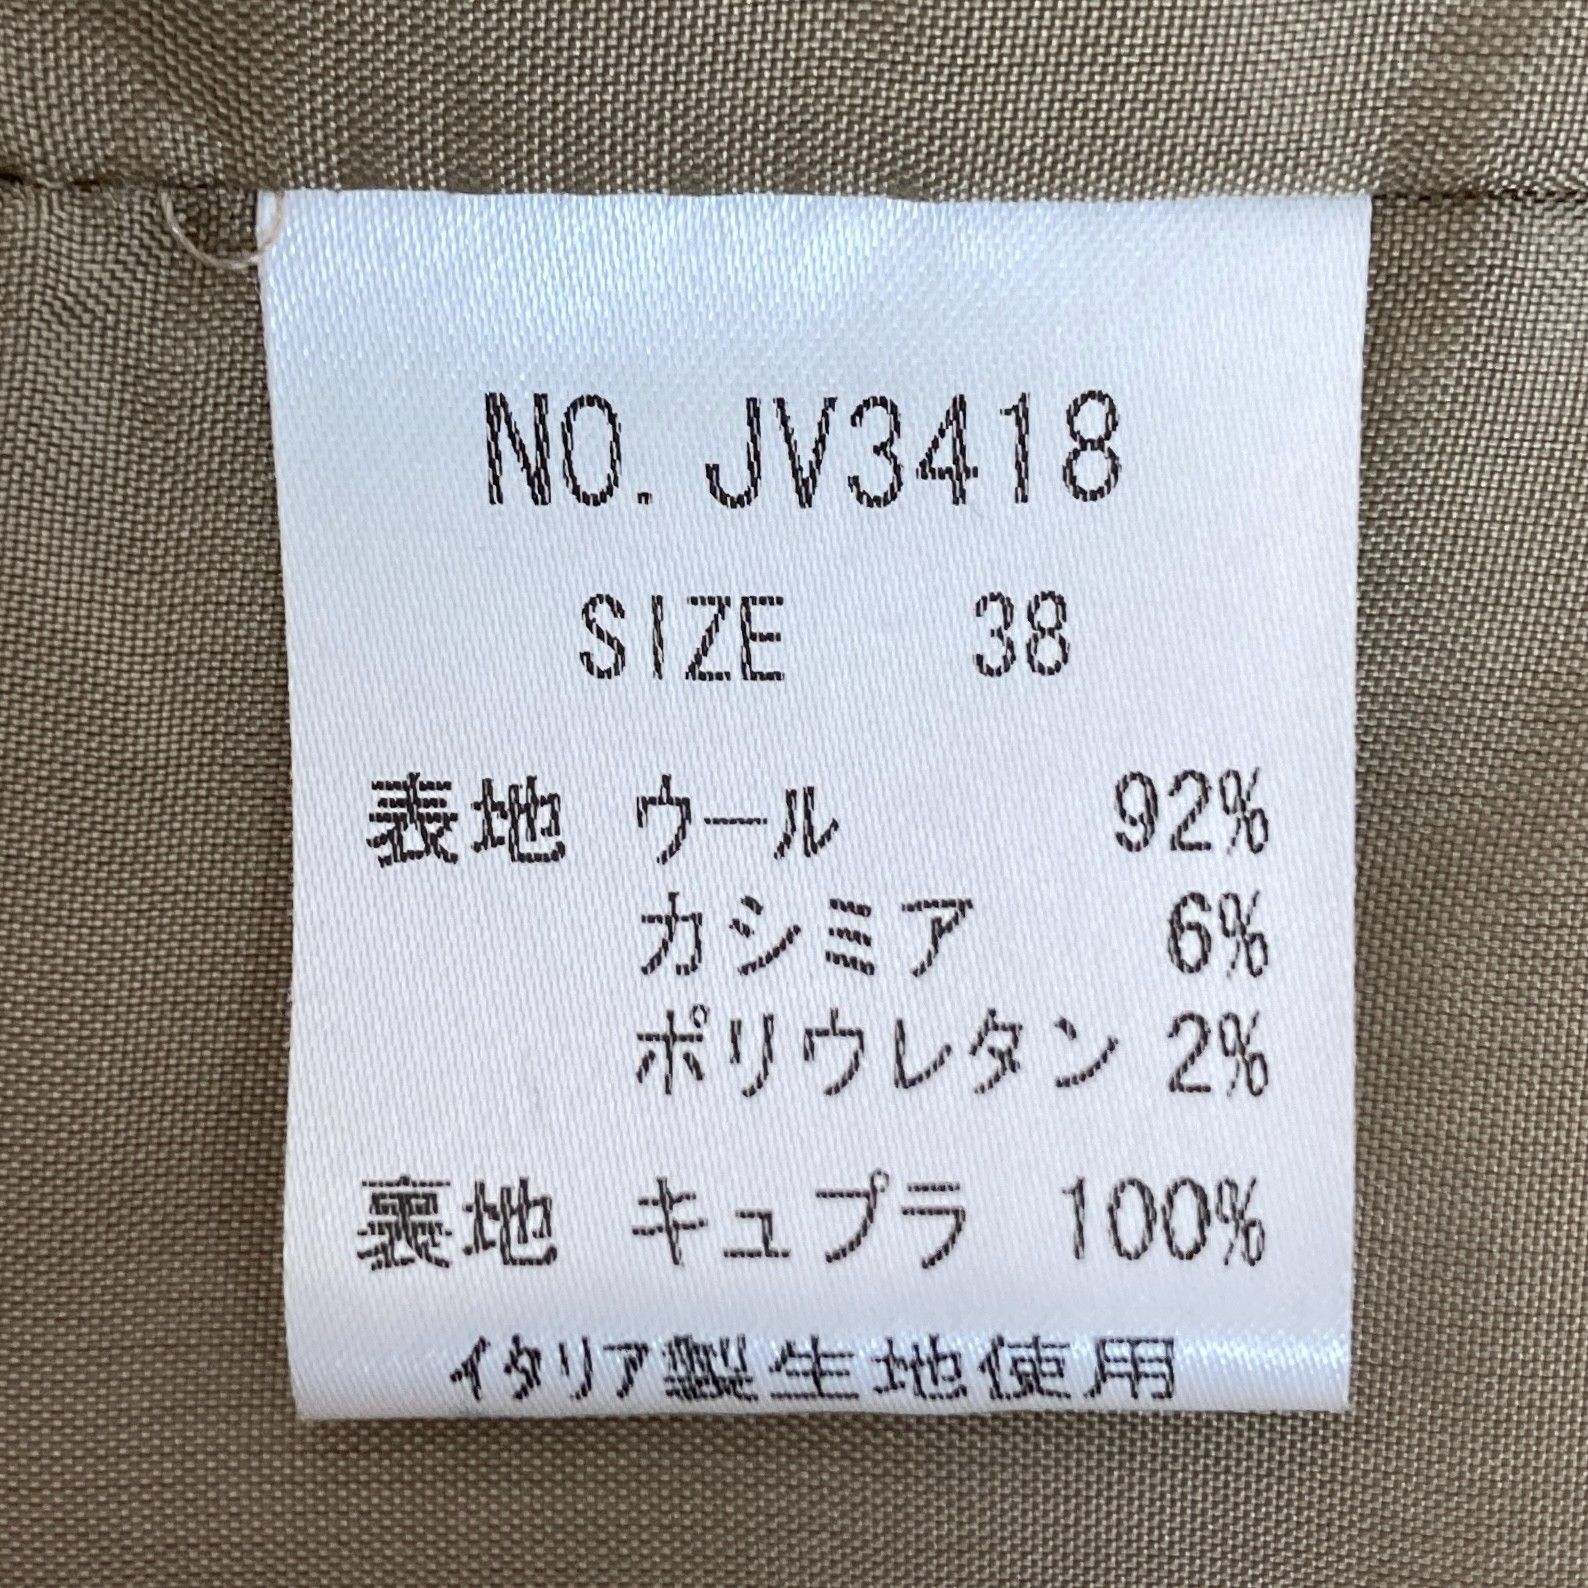 NO. JV3418
SIZE 38
表地 ウール 92%
カシミア 6%
ポリウレタン 2%
裏地 キュプラ 100%
イタリア製生地使用